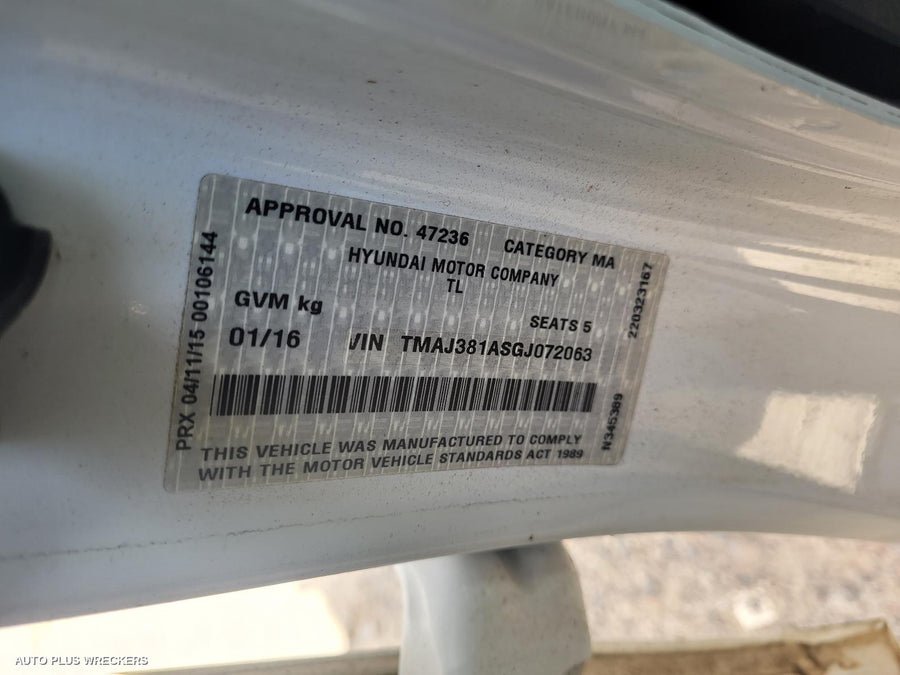 APPROVAL NO. 47236 CATEGORY MA
HYUNDAI MOTOR COMPANY
TL
GVM kg
SEATS 5
01/16 VIN TMAJ381ASGJ072063
THIS VEHICLE WAS MANUFACTURED TO COMPLY
WITH THE MOTOR VEHICLE STANDARDS ACT 1989
PRX 04/11/15 00106144
220323167
N345389
AUTO PLUS WRECKERS